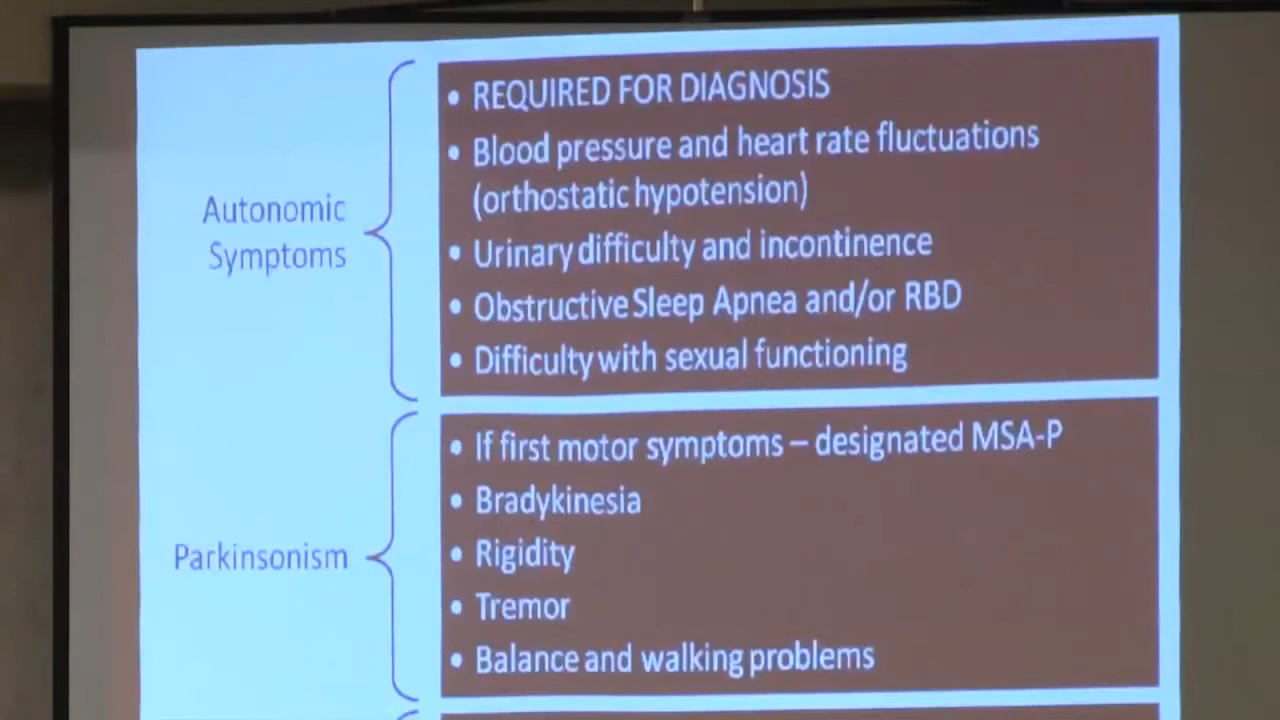 Autonomic
Symptoms
• REQUIRED FOR DIAGNOSIS
• Blood pressure and heart rate fluctuations
(orthostatic hypotension)
• Urinary difficulty and incontinence
• Obstructive Sleep Apnea and/or RBD
• Difficulty with sexual functioning
Parkinsonism
• If first motor symptoms – designated MSA-P
• Bradykinesia
• Rigidity
• Tremor
• Balance and walking problems